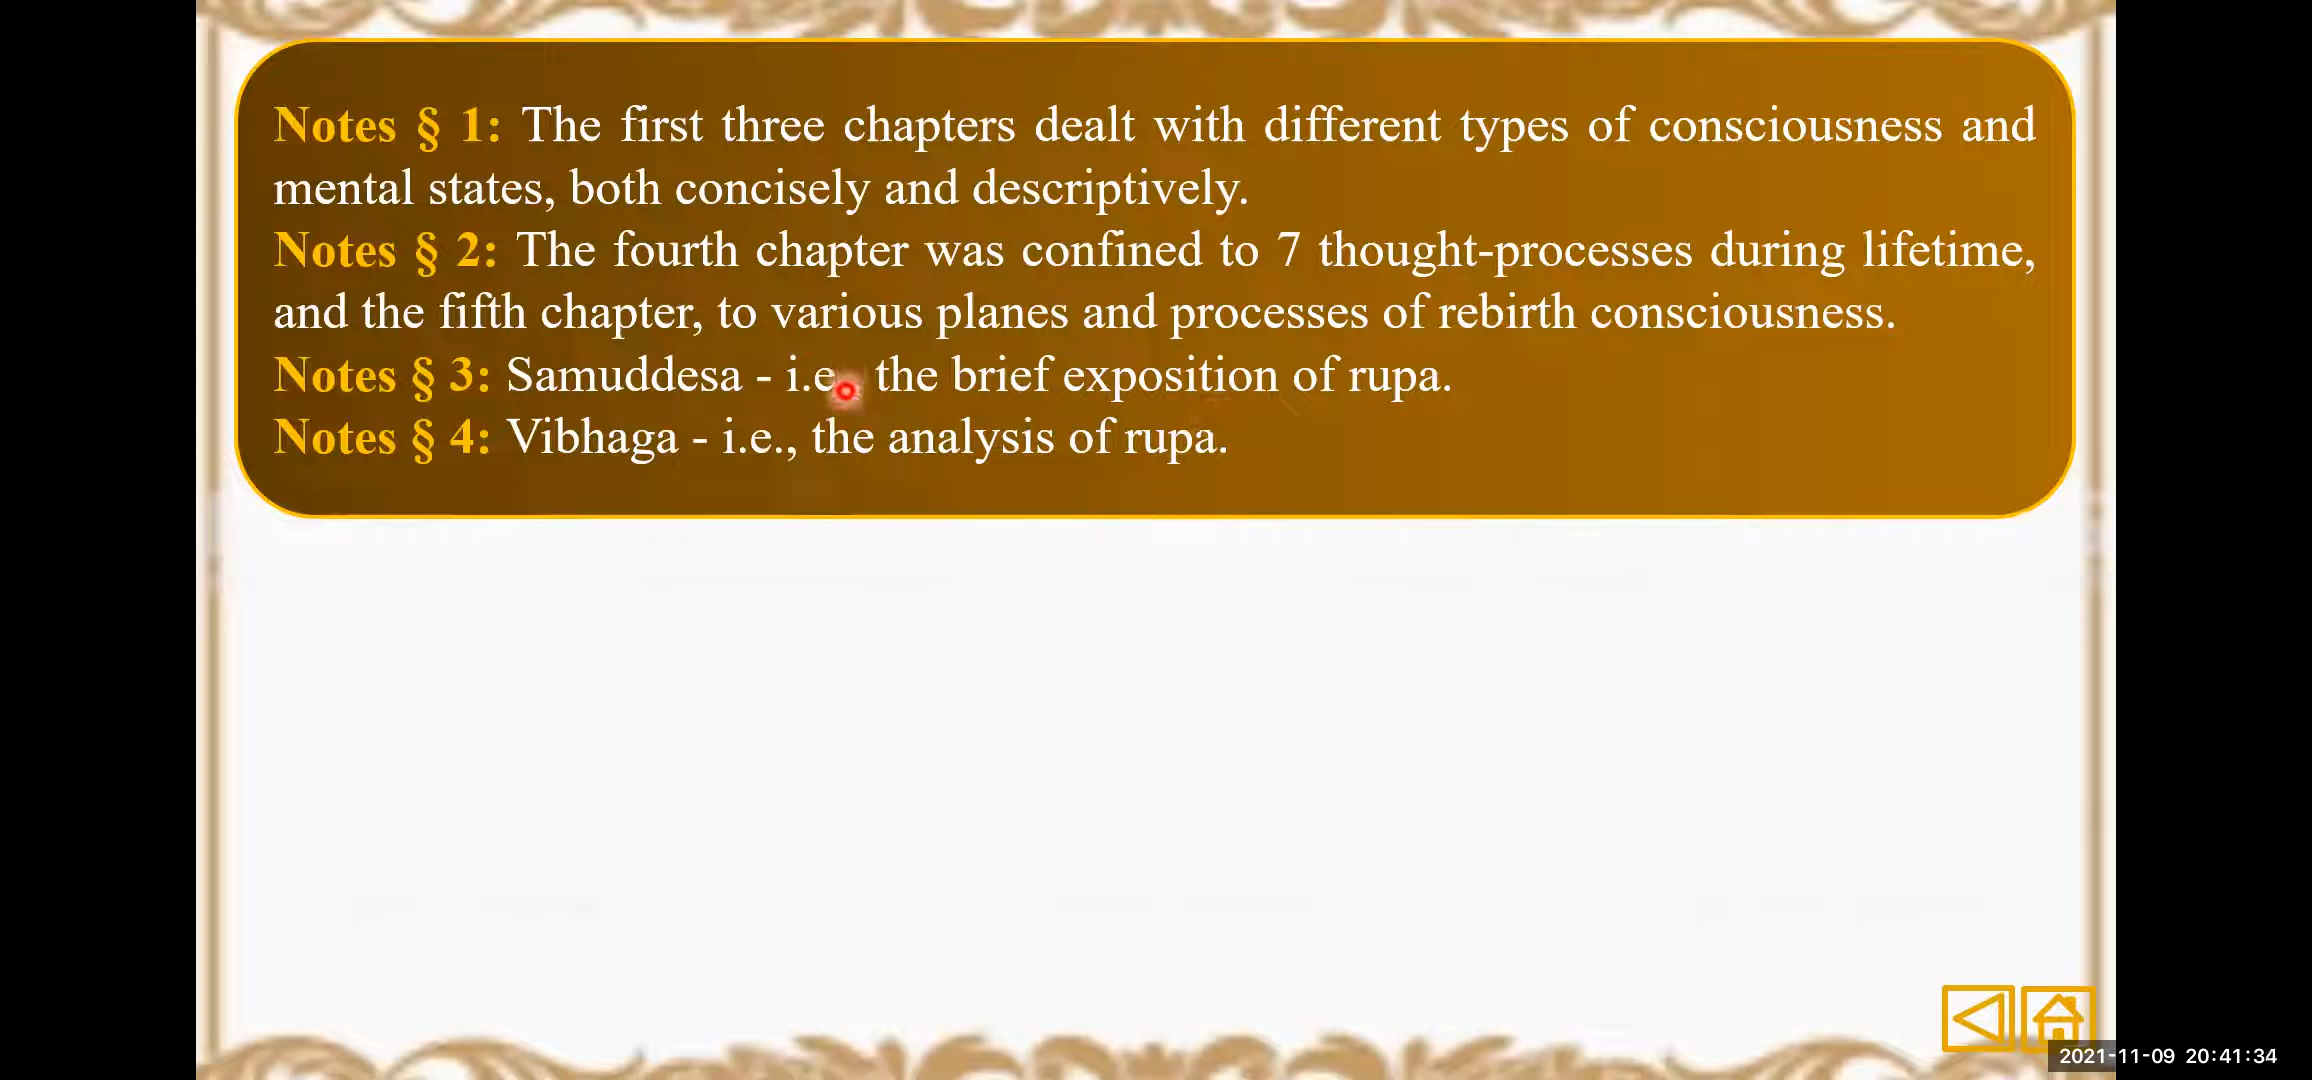 Notes § 1: The first three chapters dealt with different types of consciousness and
mental states, both concisely and descriptively.
Notes § 2: The fourth chapter was confined to 7 thought-processes during lifetime,
and the fifth chapter, to various planes and processes of rebirth consciousness.
Notes § 3: Samuddesa - i.e., the brief exposition of rupa.
Notes § 4: Vibhaga - i.e., the analysis of rupa.
2021-11-09 20:41:34